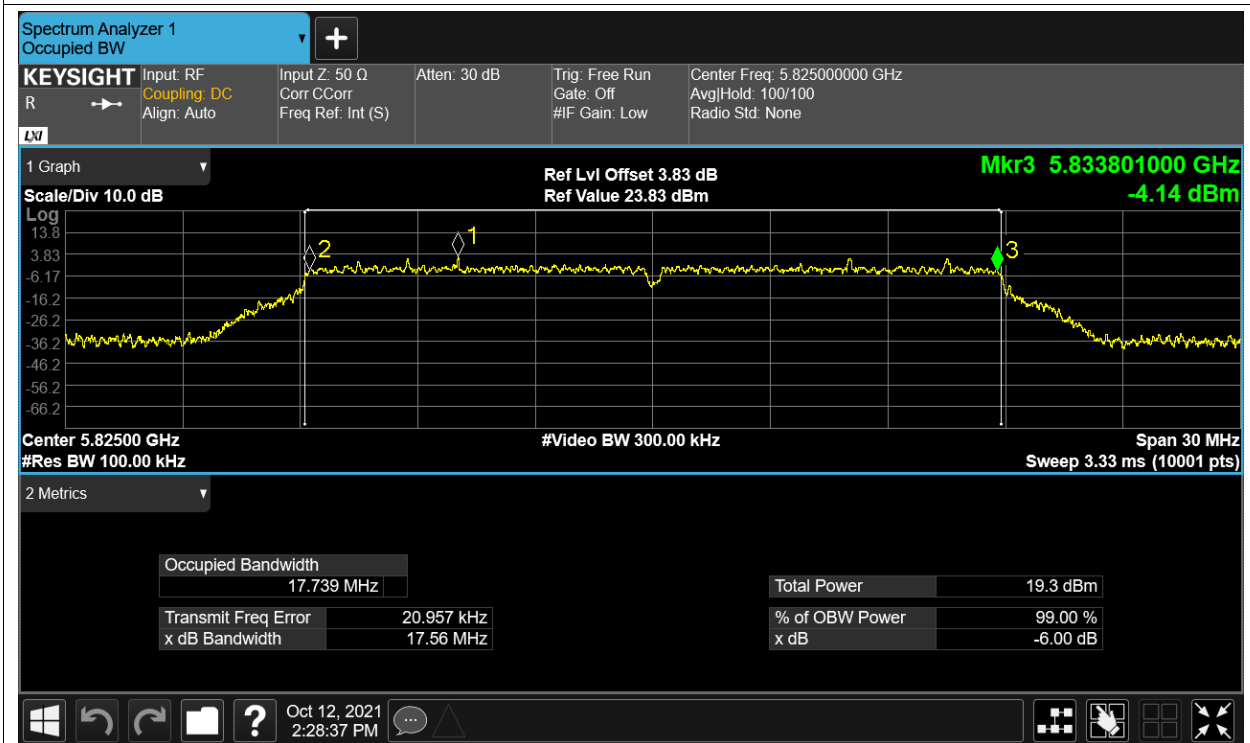 Spectrum Analyzer 1
Occupied BW
KEYSIGHT
R
LXI
Input: RF
Coupling: DC
Align: Auto
Input Z: 50 Ω
Corr CCorr
Freq Ref: Int (S)
Atten: 30 dB
Trig: Free Run
Gate: Off
#IF Gain: Low
Center Freq: 5.825000000 GHz
Avg|Hold: 100/100
Radio Std: None
1 Graph
Scale/Div 10.0 dB
Ref Lvl Offset 3.83 dB
Ref Value 23.83 dBm
Mkr3 5.833801000 GHz
-4.14 dBm
Log
13.8
3.83
-6.17
-16.2
-26.2
-36.2
-46.2
-56.2
-66.2
2
1
3
Center 5.82500 GHz
#Video BW 300.00 kHz
Span 30 MHz
#Res BW 100.00 kHz
Sweep 3.33 ms (10001 pts)
2 Metrics
Occupied Bandwidth
17.739 MHz
Transmit Freq Error 20.957 kHz
x dB Bandwidth 17.56 MHz
Total Power 19.3 dBm
% of OBW Power 99.00 %
x dB -6.00 dB
?
Oct 12, 2021
2:28:37 PM